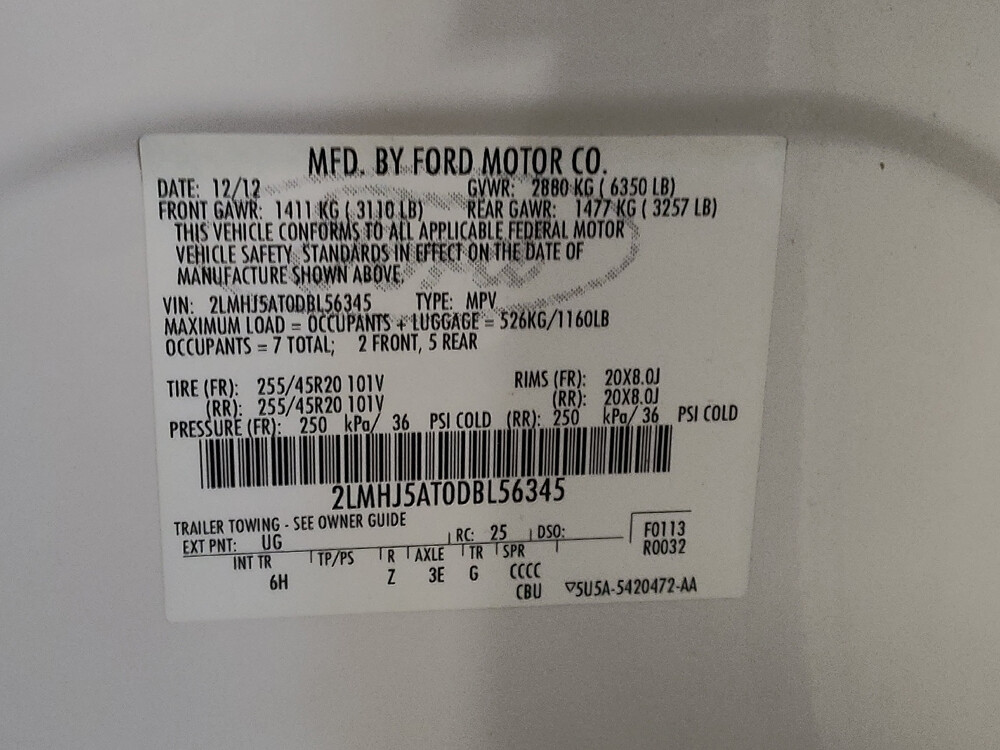 MFD. BY FORD MOTOR CO.
DATE: 12/12 GVWR: 2880 KG ( 6350 LB)
FRONT GAWR: 1411 KG ( 3110 LB) REAR GAWR: 1477 KG ( 3257 LB)
THIS VEHICLE CONFORMS TO ALL APPLICABLE FEDERAL MOTOR
VEHICLE SAFETY STANDARDS IN EFFECT ON THE DATE OF
MANUFACTURE SHOWN ABOVE.
VIN: 2LMHJ5AT0DBL56345 TYPE: MPV
MAXIMUM LOAD = OCCUPANTS + LUGGAGE = 526KG/1160LB
OCCUPANTS = 7 TOTAL; 2 FRONT, 5 REAR
TIRE (FR): 255/45R20 101V RIMS (FR): 20X8.0J
(RR): 255/45R20 101V (RR): 20X8.0J
PRESSURE (FR): 250 kPa/ 36 PSI COLD (RR): 250 kPa/ 36 PSI COLD
2LMHJ5AT0DBL56345
TRAILER TOWING - SEE OWNER GUIDE
EXT PNT: UG RC: 25 DSO: F0113
INT TR TP/PS R AXLE TR SPR R0032
6H Z 3E G CCCC
CBU ▽5U5A-5420472-AA